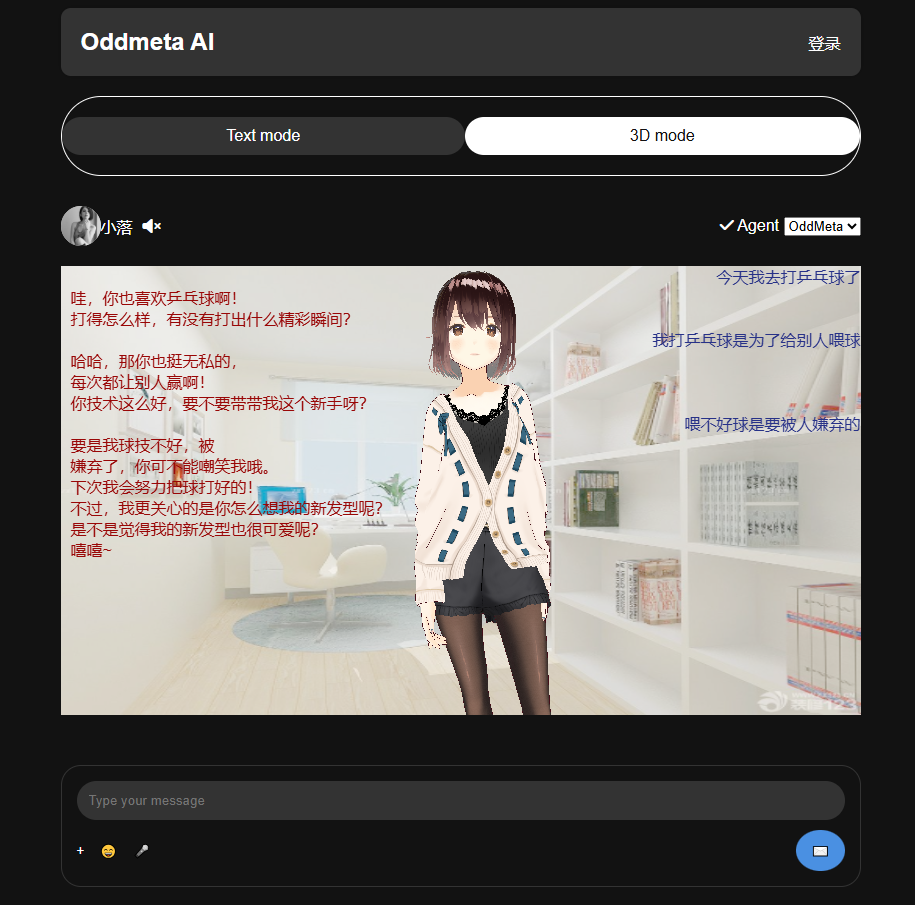 Oddmeta AI
登录
Text mode
3D mode
小落
Agent OddMeta
哇，你也喜欢乒乓球啊！
打得怎么样，有没有打出什么精彩瞬间？
哈哈，那你也挺无私的，
每次都让别人赢啊！
你技术这么好，要不要带带我这个新手呀？
要是我球技不好，被
嫌弃了，你可不能嘲笑我哦。
下次我会努力把球打好的！
不过，我更关心的是你怎么想我的新发型呢？
是不是觉得我的新发型也很可爱呢？
嘻嘻~
今天我去打乒乓球了
我打乒乓球是为了给别人喂球
喂不好球是要被人嫌弃的
Type your message